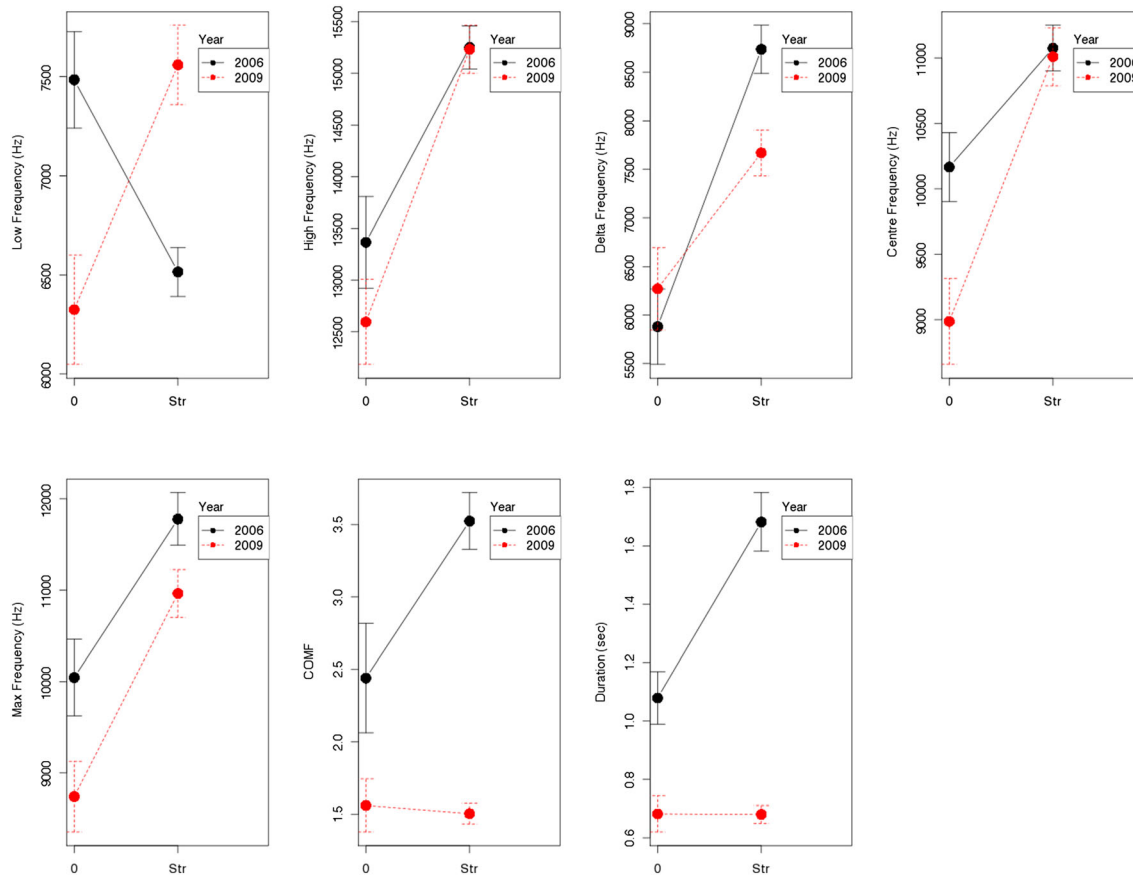 Low Frequency (Hz)
6000 6500 7000 7500
0 Str
Year
2006
2009
High Frequency (Hz)
12500 13000 13500 14000 14500 15000 15500
0 Str
Year
2006
2009
Delta Frequency (Hz)
5500 6000 6500 7000 7500 8000 8500 9000
0 Str
Year
2006
2009
Centre Frequency (Hz)
9000 9500 10000 10500 11000
0 Str
Year
2006
2009
Max Frequency (Hz)
9000 10000 11000 12000
0 Str
Year
2006
2009
COMF
1.5 2.0 2.5 3.0 3.5
0 Str
Year
2006
2009
Duration (sec)
0.6 0.8 1.0 1.2 1.4 1.6 1.8
0 Str
Year
2006
2009